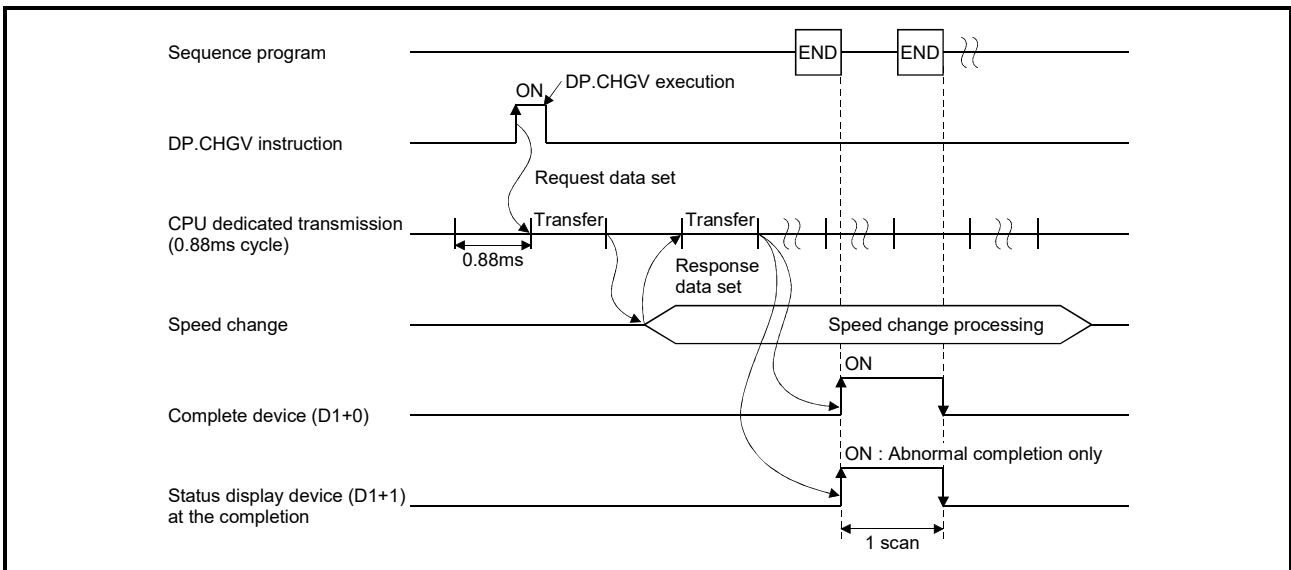 Sequence program
END
END
ON
DP.CHGV execution
DP.CHGV instruction
Request data set
CPU dedicated transmission
(0.88ms cycle)
Transfer
Transfer
0.88ms
Response
data set
Speed change
Speed change processing
ON
Complete device (D1+0)
ON : Abnormal completion only
Status display device (D1+1)
at the completion
1 scan